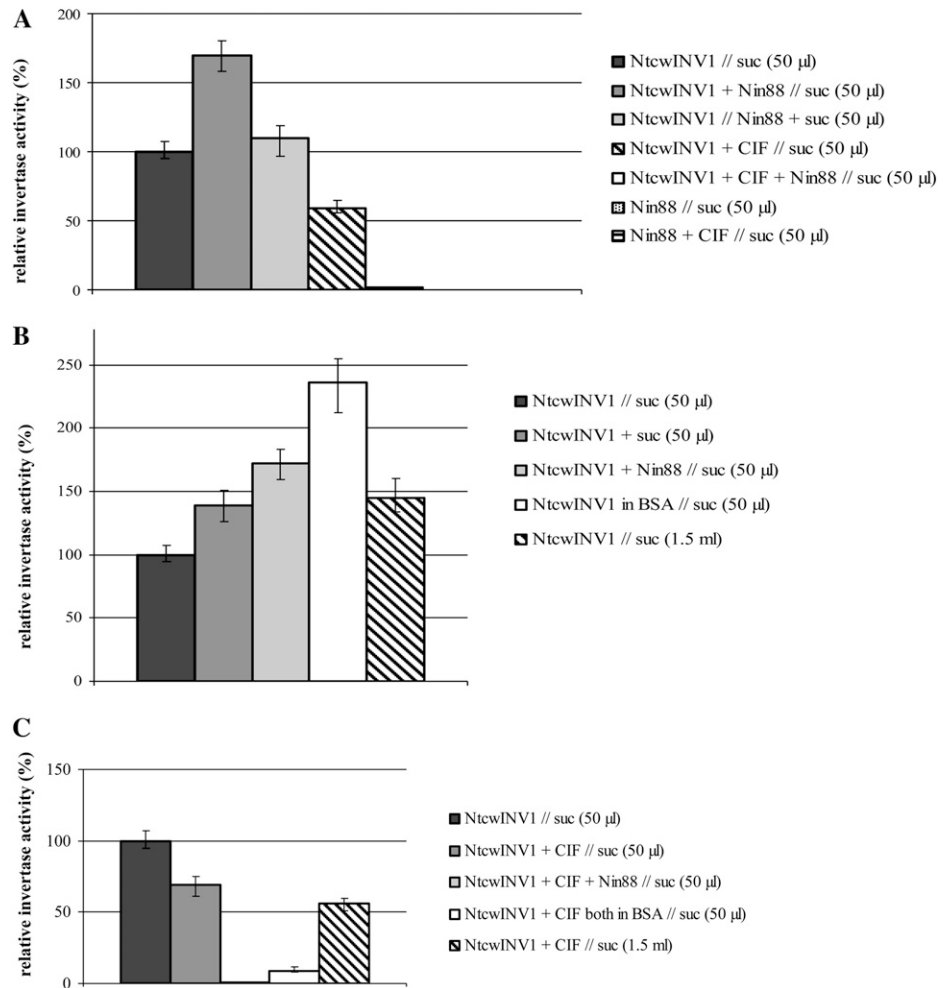 A
relative invertase activity (%)
200
150
100
50
0
NtcwINV1 // suc (50 µl)
NtcwINV1 + Nin88 // suc (50 µl)
NtcwINV1 // Nin88 + suc (50 µl)
NtcwINV1 + CIF // suc (50 µl)
NtcwINV1 + CIF + Nin88 // suc (50 µl)
Nin88 // suc (50 µl)
Nin88 + CIF // suc (50 µl)
B
relative invertase activity (%)
250
200
150
100
50
0
NtcwINV1 // suc (50 µl)
NtcwINV1 + suc (50 µl)
NtcwINV1 + Nin88 // suc (50 µl)
NtcwINV1 in BSA // suc (50 µl)
NtcwINV1 // suc (1.5 ml)
C
relative invertase activity (%)
150
100
50
0
NtcwINV1 // suc (50 µl)
NtcwINV1 + CIF // suc (50 µl)
NtcwINV1 + CIF + Nin88 // suc (50 µl)
NtcwINV1 + CIF both in BSA // suc (50 µl)
NtcwINV1 + CIF // suc (1.5 ml)